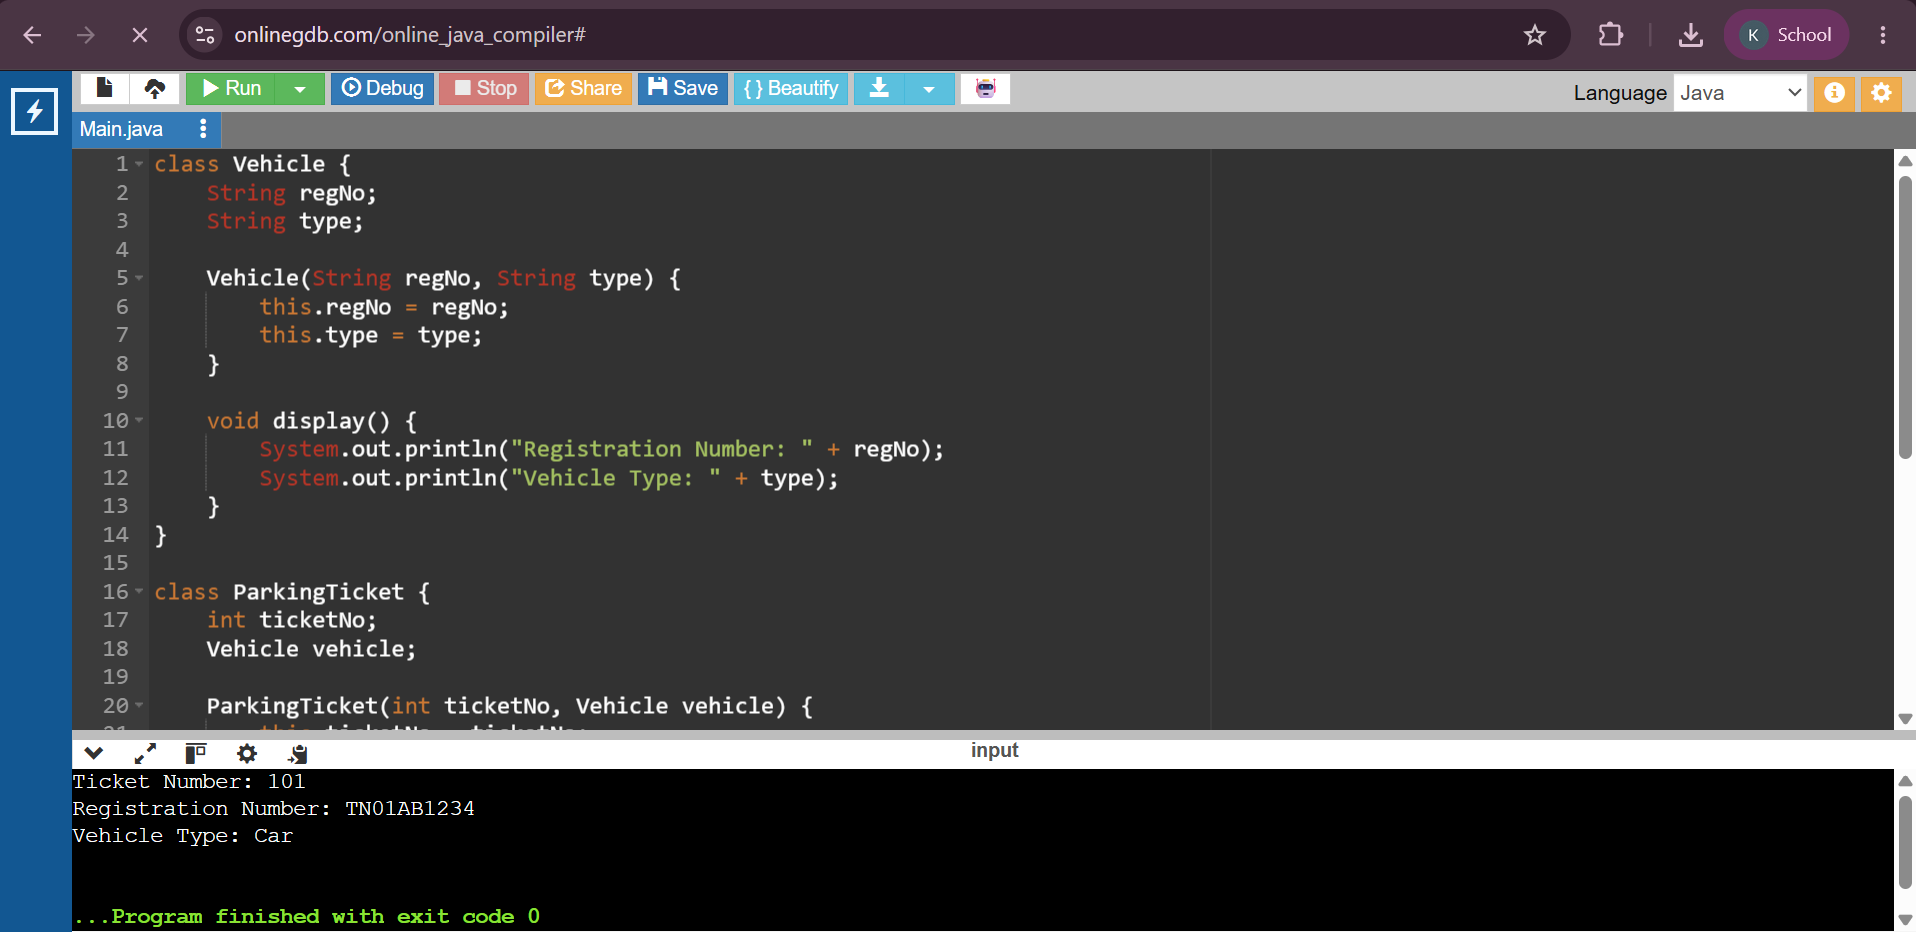 onlinegdb.com/online_java_compiler#
K School
Run Debug Stop Share Save { } Beautify Language Java
Main.java
1 class Vehicle {
2     String regNo;
3     String type;
4
5     Vehicle(String regNo, String type) {
6         this.regNo = regNo;
7         this.type = type;
8     }
9
10     void display() {
11         System.out.println("Registration Number: " + regNo);
12         System.out.println("Vehicle Type: " + type);
13     }
14 }
15
16 class ParkingTicket {
17     int ticketNo;
18     Vehicle vehicle;
19
20     ParkingTicket(int ticketNo, Vehicle vehicle) {
input
Ticket Number: 101
Registration Number: TN01AB1234
Vehicle Type: Car
...Program finished with exit code 0